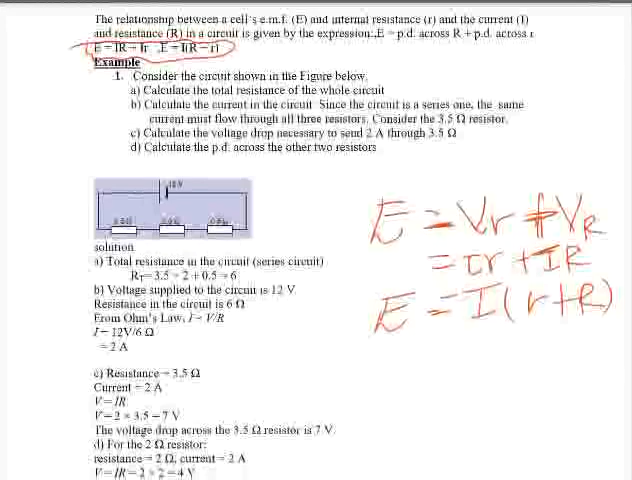 The relationship between a cell's e.m.f. (E) and internal resistance (r) and the current (I)
and resistance (R) in a circuit is given by the expression:.E = p.d. across R + p.d. across r
E = IR - Ir .E = I(R - r)
Example
1. Consider the circuit shown in the Figure below.
a) Calculate the total resistance of the whole circuit
b) Calculate the current in the circuit Since the circuit is a series one, the same
current must flow through all three resistors. Consider the 3.5 Ω resistor.
c) Calculate the voltage drop necessary to send 2 A through 3.5 Ω
d) Calculate the p.d. across the other two resistors
12 V
E = Vr + VR
= Ir + IR
E = I(r+R)
solution
a) Total resistance in the circuit (series circuit)
RT= 3.5 + 2 + 0.5 = 6
b) Voltage supplied to the circuit is 12 V
Resistance in the circuit is 6 Ω
From Ohm's Law, I = V/R
I = 12V/6 Ω
= 2 A
c) Resistance = 3.5 Ω
Current = 2 A
V = IR
V = 2 × 3.5 = 7 V
The voltage drop across the 3.5 Ω resistor is 7 V
d) For the 2 Ω resistor:
resistance = 2 Ω, current = 2 A
V = IR = 2 × 2 = 4 V